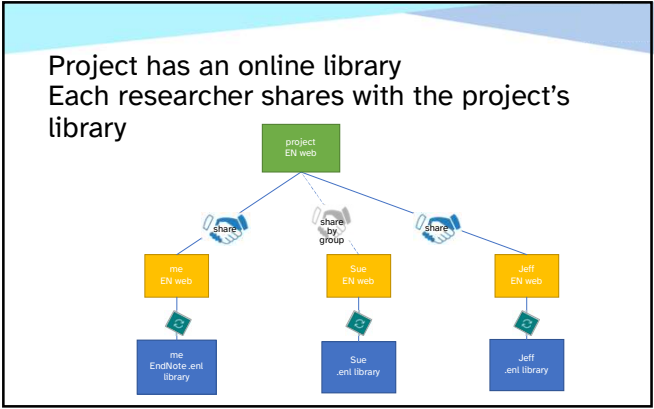 Project has an online library
Each researcher shares with the project's
library
project
EN web
share
share
by
group
share
me
EN web
Sue
EN web
Jeff
EN web
me
EndNote .enl
library
Sue
.enl library
Jeff
.enl library